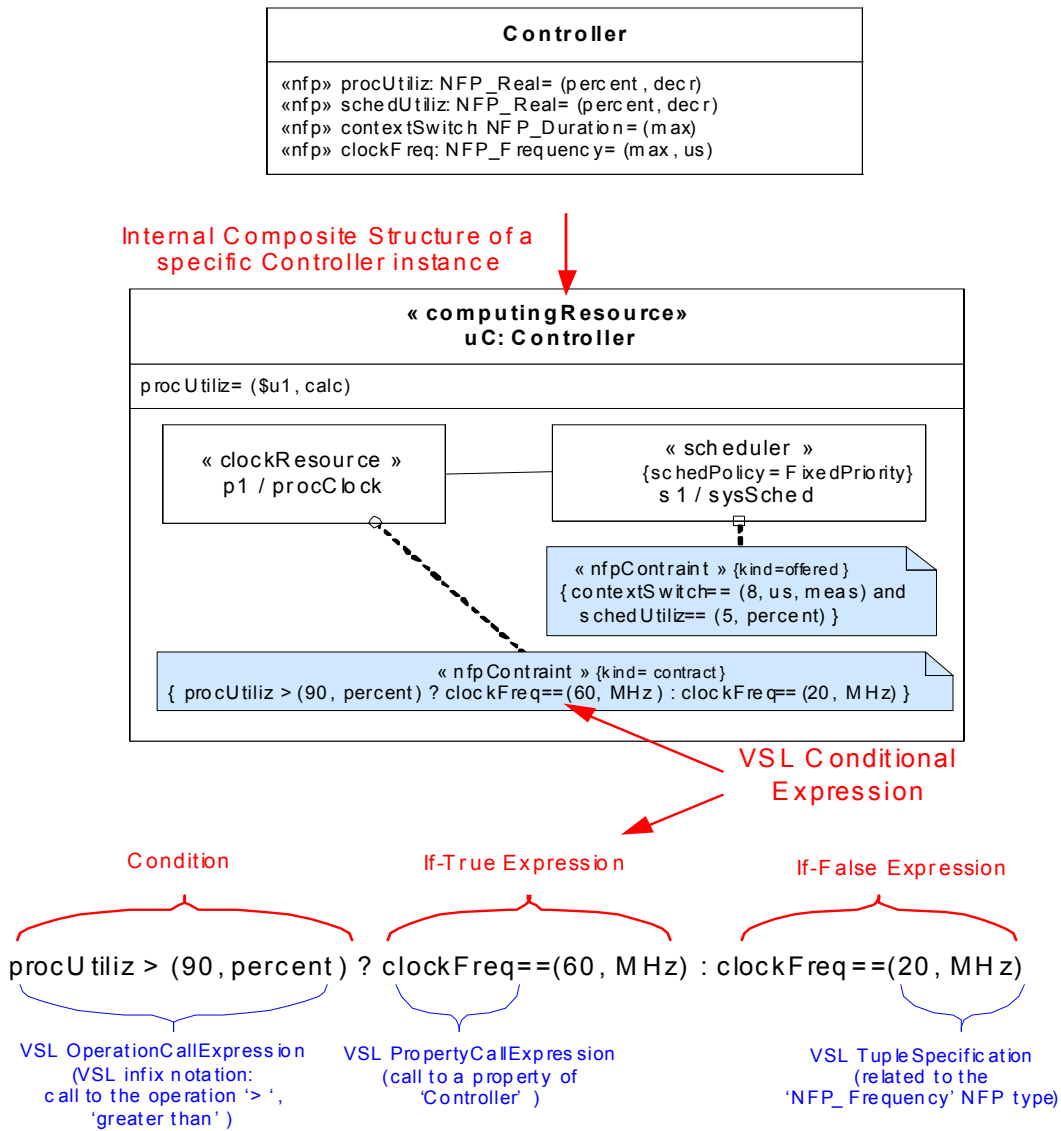 Controller
«nfp» procUtiliz: NFP_Real= (percent, decr)
«nfp» schedUtiliz: NFP_Real= (percent, decr)
«nfp» contextSwitch NFP_Duration= (max)
«nfp» clockFreq: NFP_Frequency= (max, us)
Internal Composite Structure of a
specific Controller instance
« computingResource»
uC: Controller
procUtiliz= ($u1, calc)
« clockResource »
p1 / procClock
« scheduler »
{schedPolicy = FixedPriority}
s1 / sysSched
« nfpContraint » {kind=offered}
{ contextSwitch== (8, us, meas) and
schedUtiliz== (5, percent) }
« nfpContraint » {kind= contract}
{ procUtiliz > (90, percent) ? clockFreq==(60, MHz) : clockFreq== (20, MHz) }
VSL Conditional
Expression
Condition
If-True Expression
If-False Expression
procUtiliz > (90, percent) ? clockFreq==(60, MHz) : clockFreq==(20, MHz)
VSL OperationCallExpression
(VSL infix notation:
call to the operation ‘> ‘,
‘greater than’ )
VSL PropertyCallExpression
(call to a property of
‘Controller’ )
VSL TupleSpecification
(related to the
‘NFP_Frequency’ NFP type)